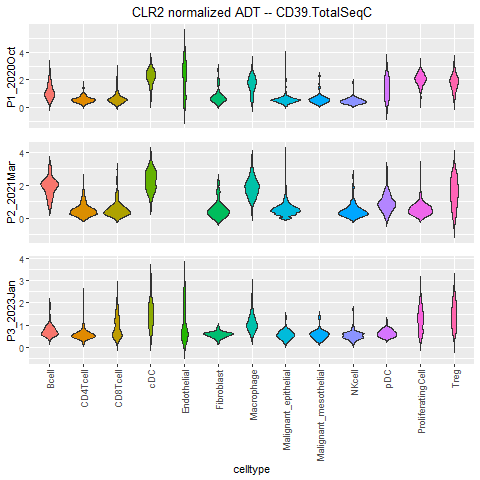 CLR2 normalized ADT -- CD39.TotalSeqC
P1_2020Oct
4
2
0
P2_2021Mar
4
2
0
P3_2023Jan
4
3
2
1
0
Bcell
CD4Tcell
CD8Tcell
cDC
Endothelial
Fibroblast
Macrophage
Malignant_epithelial
Malignant_mesothelial
NKcell
pDC
ProliferatingCell
Treg
celltype